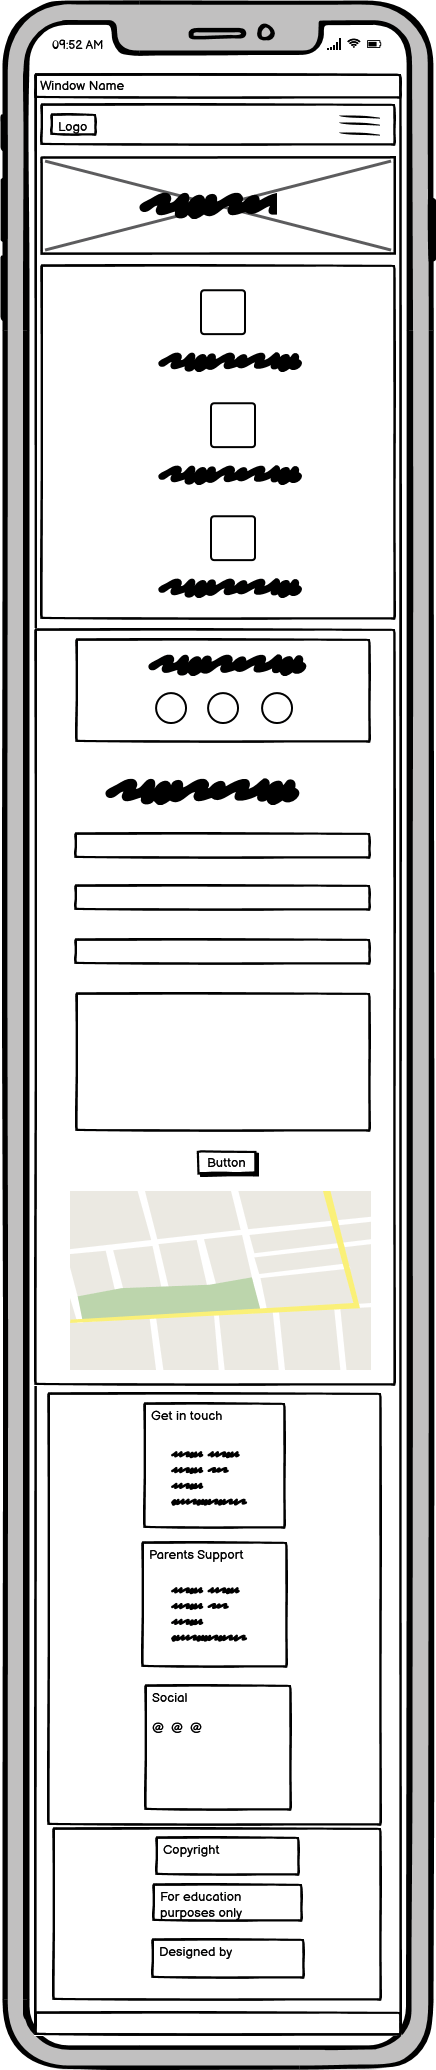 09:52 AM
Window Name
Logo
Button
Get in touch
Parents Support
Social
@ @ @
Copyright
For education
purposes only
Designed by